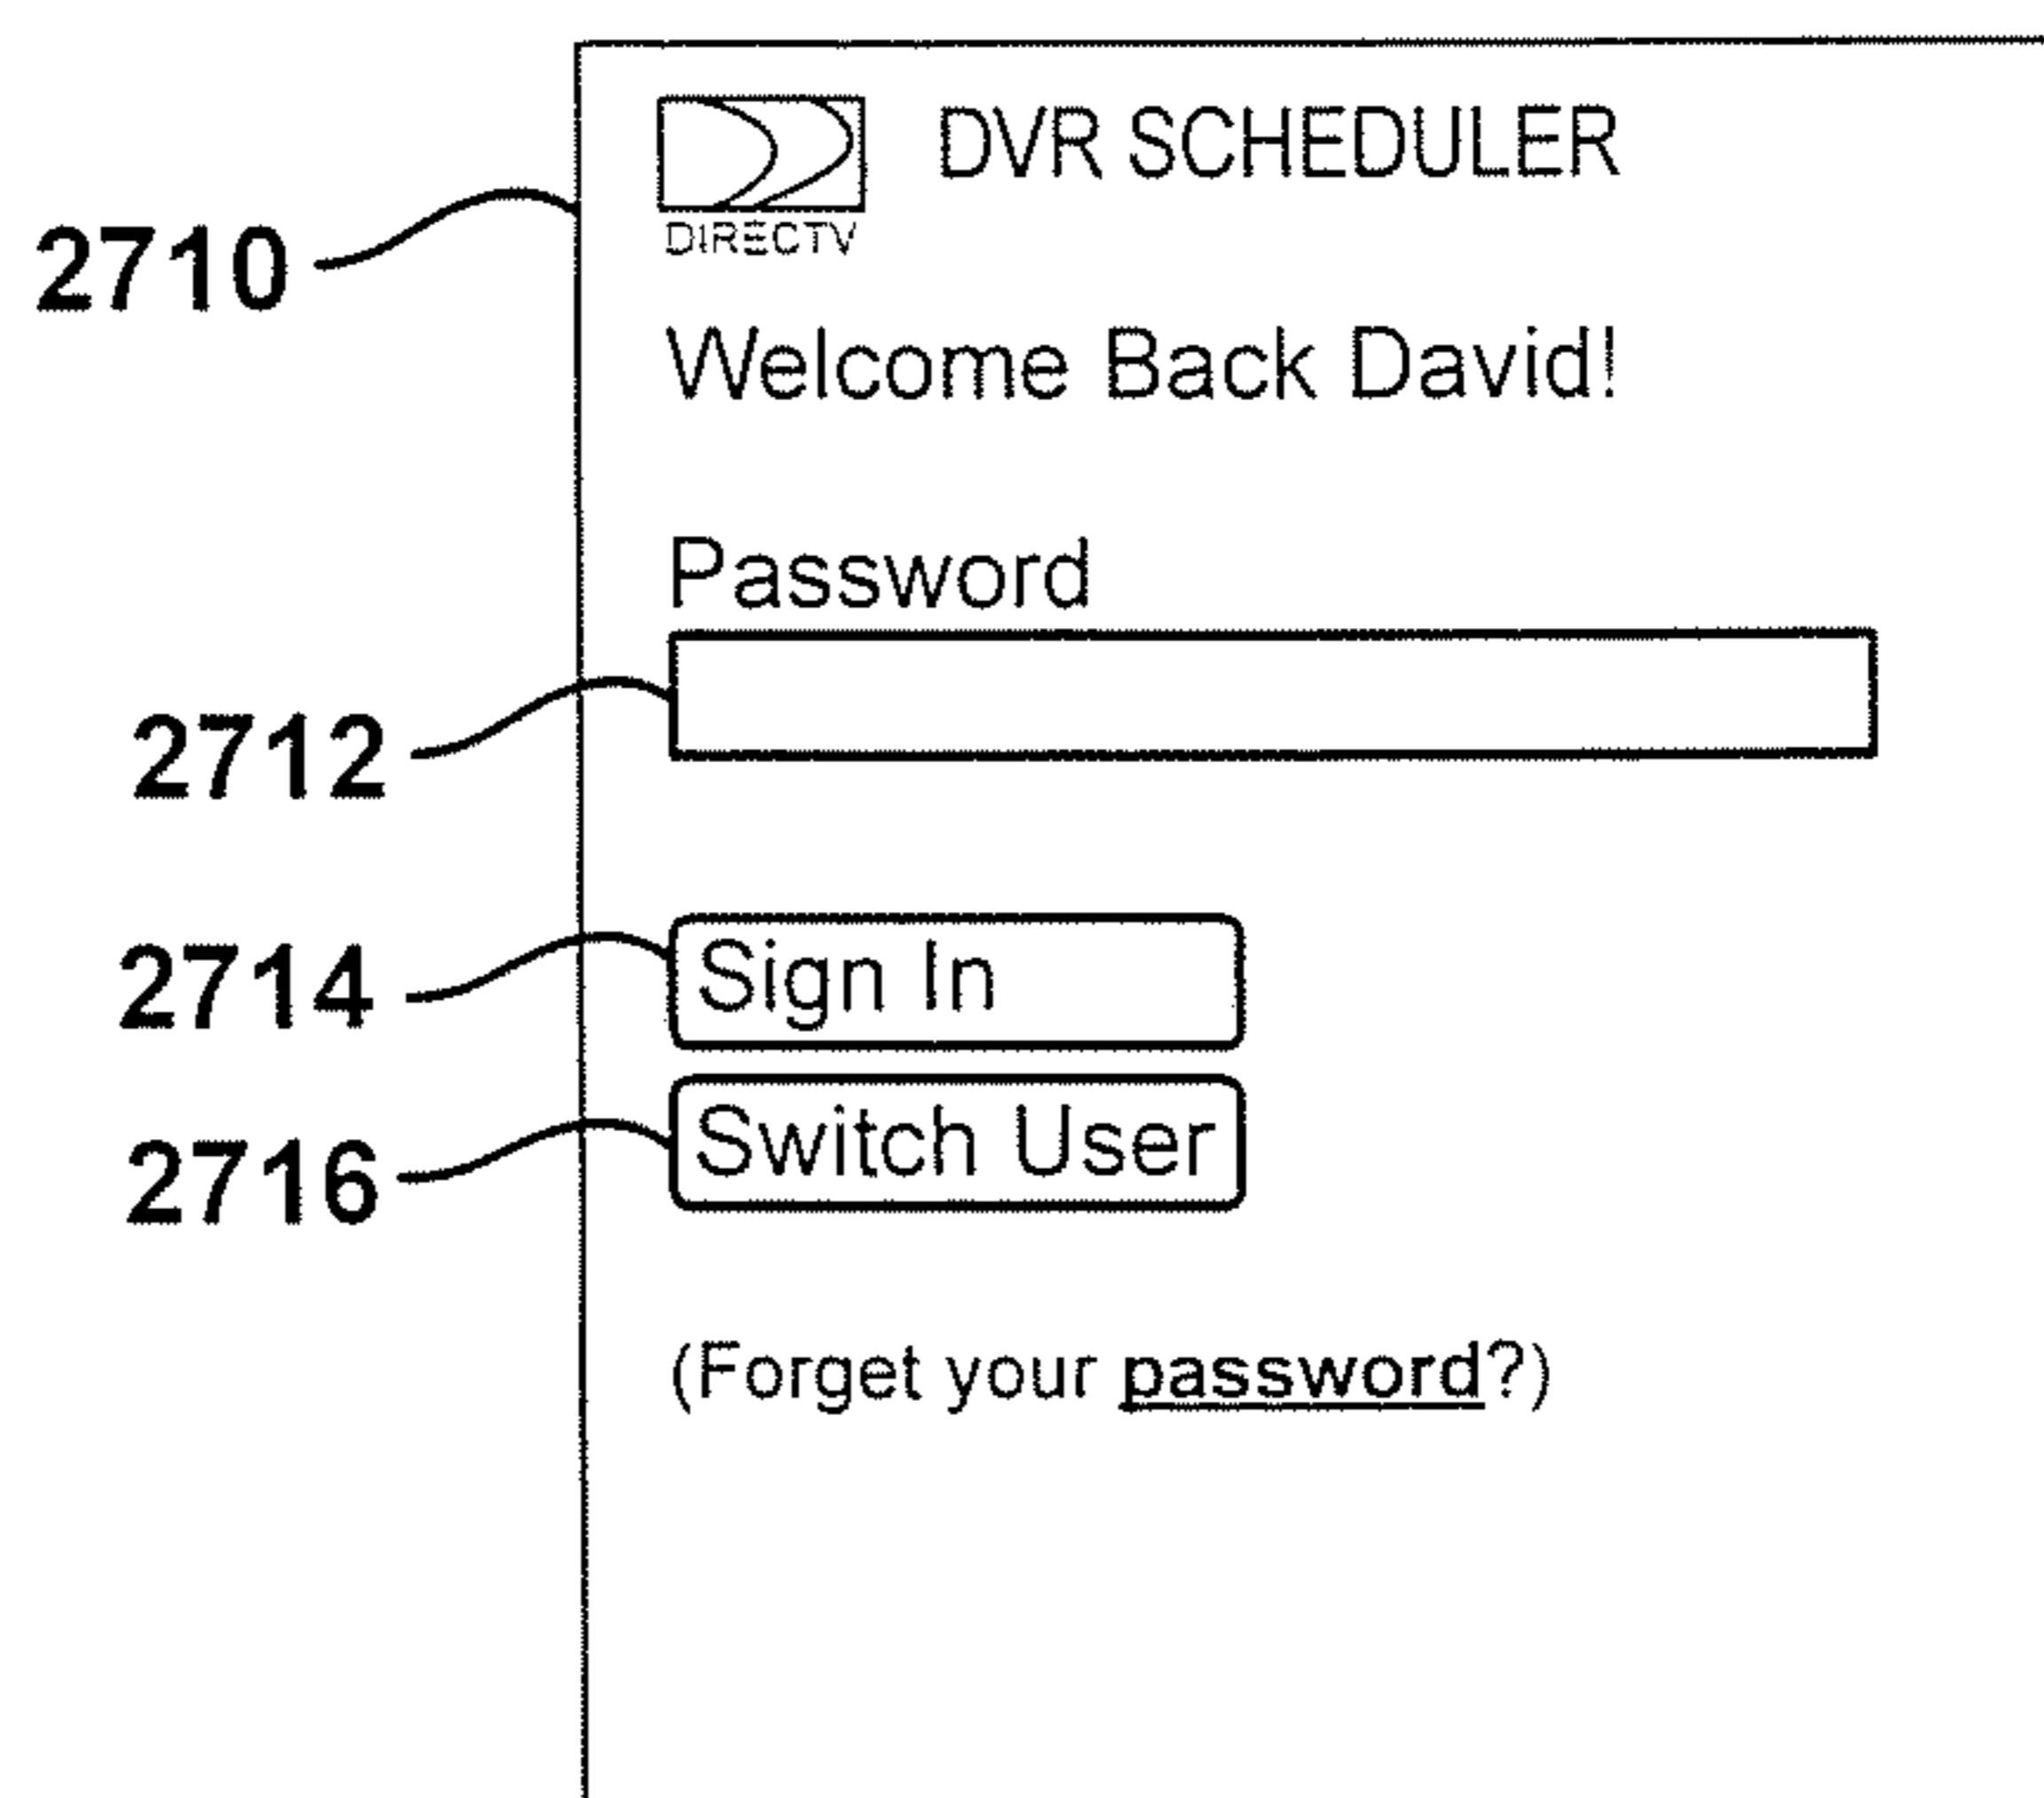 DVR SCHEDULER
DIRECTV
2710
Welcome Back David!
Password
2712
2714 Sign In
2716 Switch User
(Forget your password?)